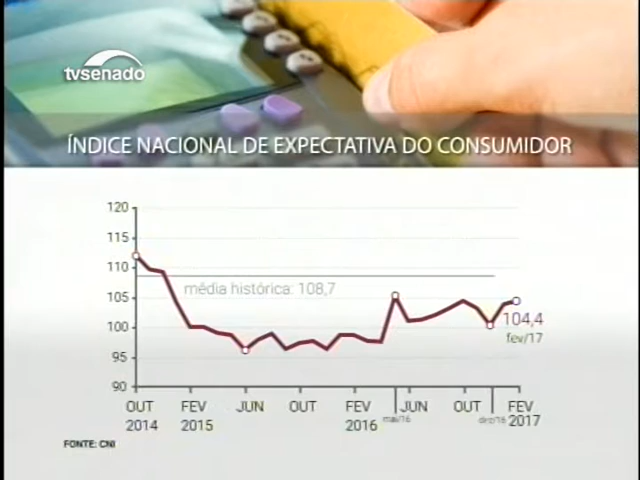 tvsenado
ÍNDICE NACIONAL DE EXPECTATIVA DO CONSUMIDOR
120
115
110
média histórica: 108,7
105
104,4
100
fev/17
95
90
OUT FEV JUN OUT FEV mai/16 JUN OUT dez/16 FEV
2014 2015 2016 2017
FONTE: CNI